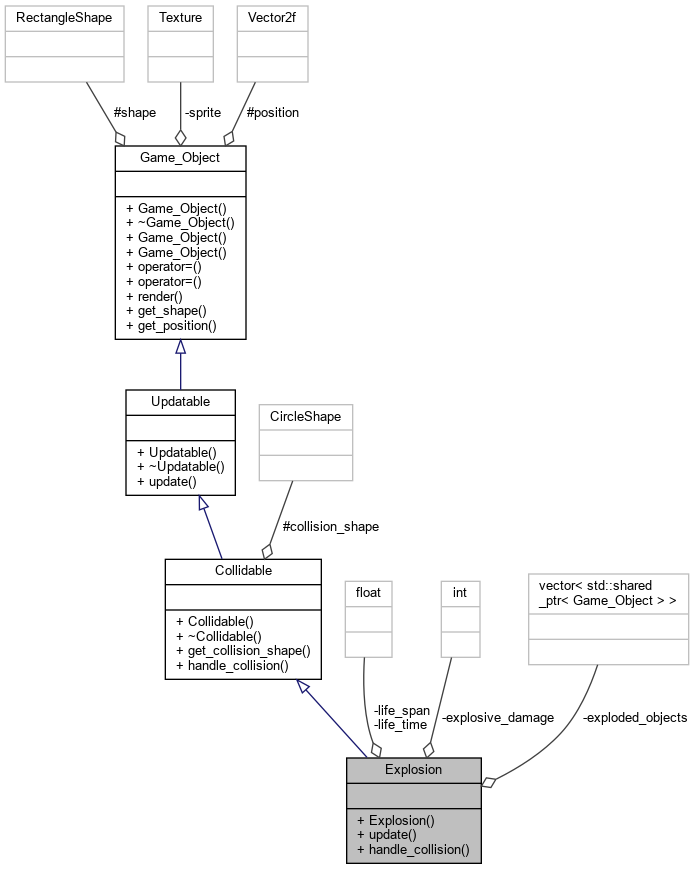 RectangleShape
Texture
Vector2f
#shape
-sprite
#position
Game_Object
+ Game_Object()
+ ~Game_Object()
+ Game_Object()
+ Game_Object()
+ operator=()
+ operator=()
+ render()
+ get_shape()
+ get_position()
Updatable
+ Updatable()
+ ~Updatable()
+ update()
CircleShape
#collision_shape
Collidable
+ Collidable()
+ ~Collidable()
+ get_collision_shape()
+ handle_collision()
float
int
vector< std::shared
_ptr< Game_Object > >
-life_span
-life_time
-explosive_damage
-exploded_objects
Explosion
+ Explosion()
+ update()
+ handle_collision()